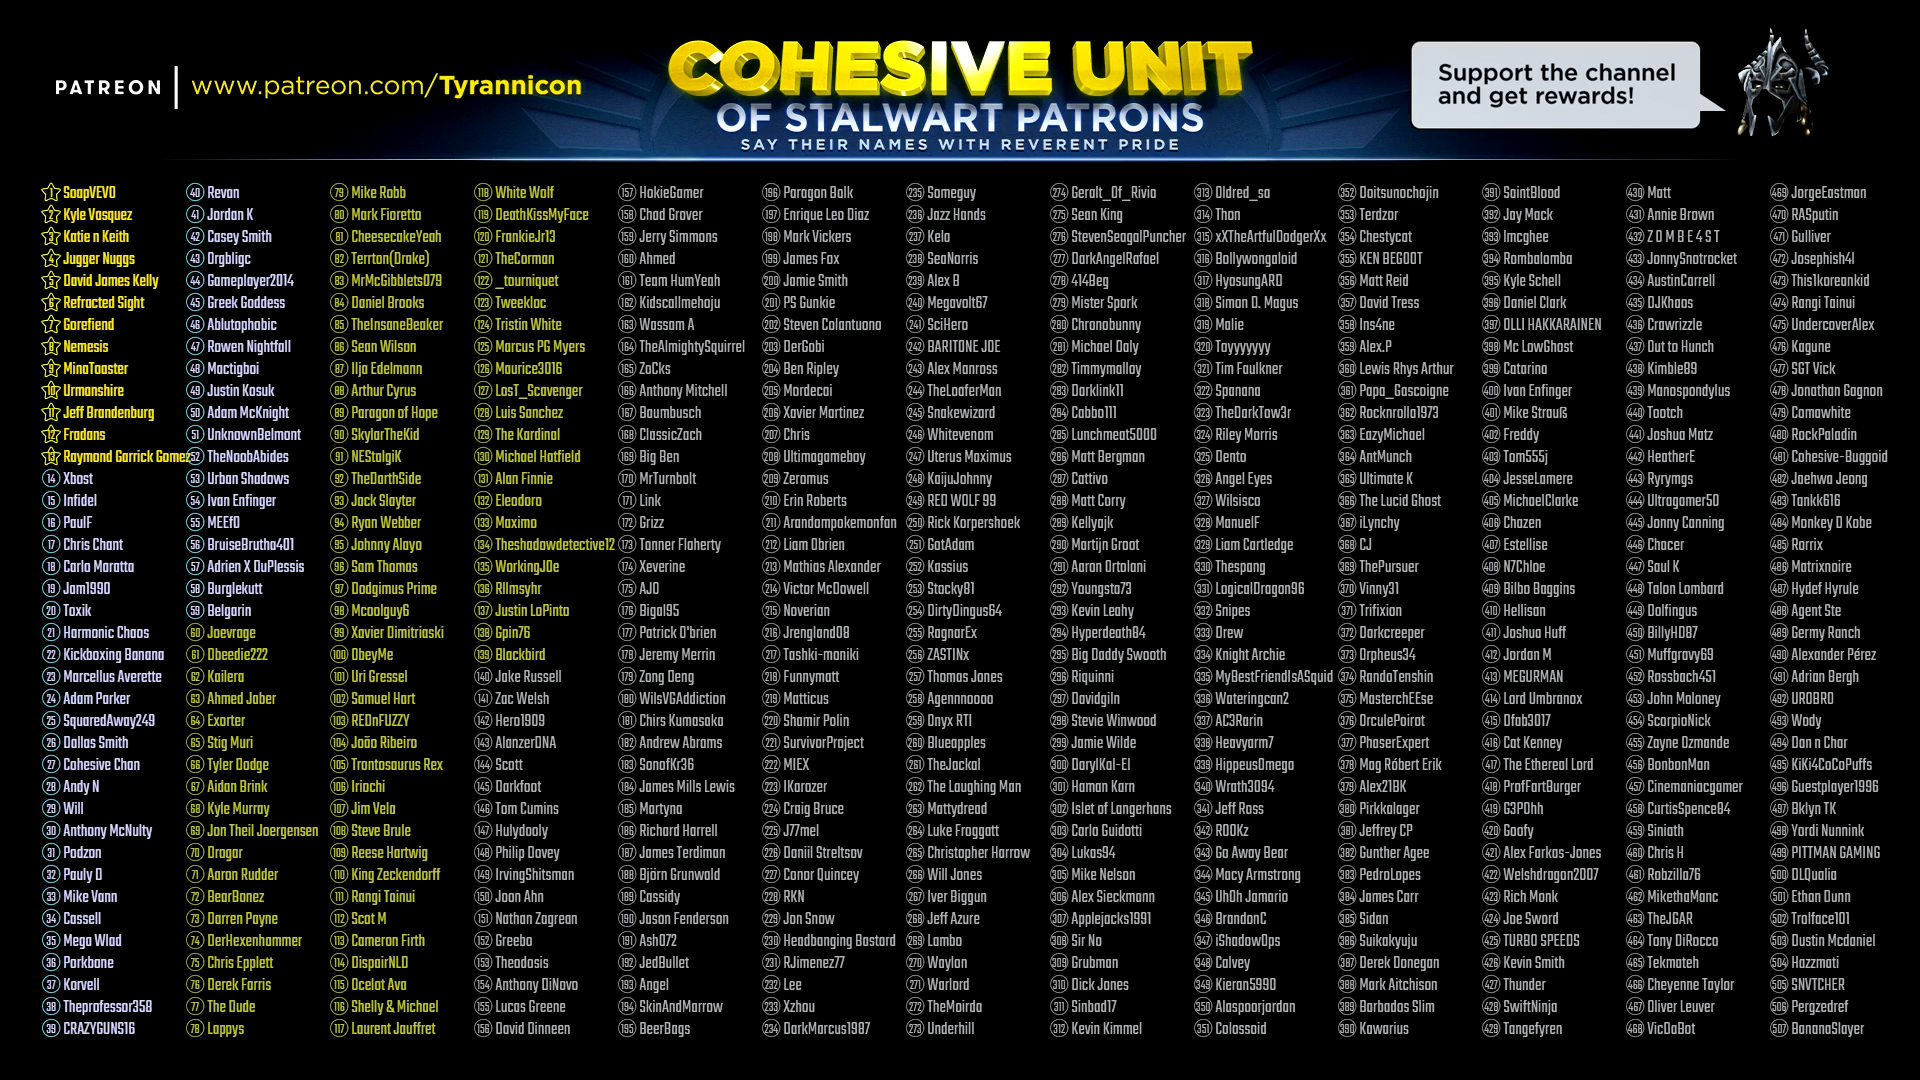 PATREON | www.patreon.com/Tyrannicon
COHESIVE UNIT
OF STALWART PATRONS
SAY THEIR NAMES WITH REVERENT PRIDE
Support the channel
and get rewards!
1 SoapVEVO
2 Kyle Vasquez
3 Katie n Keith
4 Jugger Nuggs
5 David James Kelly
6 Refracted Sight
7 Gorefiend
8 Nemesis
9 MinaToaster
10 Urmanshire
11 Jeff Brandenburg
12 Fradans
13 Raymond Garrick Gomez
14 Xbost
15 Infidel
16 PaulF
17 Chris Chant
18 Carlo Maratta
19 Jam1990
20 Toxik
21 Harmonic Chaos
22 Kickboxing Banana
23 Marcellus Averette
24 Adam Parker
25 SquaredAway249
26 Dallas Smith
27 Cohesive Chan
28 Andy N
29 Will
30 Anthony McNulty
31 Podzon
32 Pauly D
33 Mike Vann
34 Cassell
35 Mega Wlad
36 Porkbone
37 Korvell
38 Theprofessor358
39 CRAZYGUNS16
40 Revan
41 Jordan K
42 Casey Smith
43 Orgbligc
44 Gameplayer2014
45 Greek Goddess
46 Ablutophobic
47 Rowen Nightfall
48 Mactigboi
49 Justin Kosuk
50 Adam McKnight
51 UnknownBelmont
52 TheNoobAbides
53 Urban Shadows
54 Ivan Enfinger
55 MEEfO
56 BruiseBrutha401
57 Adrien X DuPlessis
58 Burglekutt
59 Belgarin
60 Joevrage
61 Obeedie222
62 Kailera
63 Ahmed Jaber
64 Exorter
65 Stig Muri
66 Tyler Dodge
67 Aidan Brink
68 Kyle Murray
69 Jon Theil Joergensen
70 Drogar
71 Aaron Rudder
72 BearBonez
73 Darren Payne
74 DerHexenhammer
75 Chris Epplett
76 Derek Farris
77 The Dude
78 Lappys
79 Mike Robb
80 Mark Fioretto
81 CheesecakeYeah
82 Terrton(Drake)
83 MrMcGibblets079
84 Daniel Brooks
85 TheInsaneBeaker
86 Sean Wilson
87 Ilja Edelmann
88 Arthur Cyrus
89 Paragon of Hope
90 SkylarTheKid
91 NEStalgiK
92 TheDarthSide
93 Jack Slayter
94 Ryan Webber
95 Johnny Alayo
96 Sam Thomas
97 Dodgimus Prime
98 Mcoolguy6
99 Xavier Dimitriaski
100 ObeyMe
101 Uri Gressel
102 Samuel Hart
103 REDnFUZZY
104 João Ribeiro
105 Trontosaurus Rex
106 Iriachi
107 Jim Vela
108 Steve Brule
109 Reese Hartwig
110 King Zeckendorff
111 Rangi Tainui
112 Scot M
113 Cameron Firth
114 DispairNLD
115 Ocelot Ava
116 Shelly & Michael
117 Laurent Jauffret
118 White Wolf
119 DeathKissMyFace
120 FrankieJr13
121 TheCorman
122 _tourniquet
123 Tweekloc
124 Tristin White
125 Marcus PG Myers
126 Maurice3016
127 LosT_Scavenger
128 Luis Sanchez
129 The Kardinal
130 Michael Hatfield
131 Alan Finnie
132 Eleodoro
133 Maximo
134 Theshadowdetective12
135 WorkingJOe
136 Rllmsyhr
137 Justin LoPinto
138 Gpin76
139 Blackbird
140 Jake Russell
141 Zac Welsh
142 Hero1909
143 AlanzerDNA
144 Scott
145 Darkfoot
146 Tom Cumins
147 Hulydooly
148 Philip Dovey
149 IrvingShitsman
150 Joon Ahn
151 Nathan Zagrean
152 Greebo
153 Theodosis
154 Anthony DiNovo
155 Lucas Greene
156 David Dinneen
157 HokieGamer
158 Chad Grover
159 Jerry Simmons
160 Ahmed
161 Team HumYeah
162 Kidscallmehoju
163 Wassam A
164 TheAlmightySquirrel
165 ZaCks
166 Anthony Mitchell
167 Baumbusch
168 ClassicZach
169 Big Ben
170 MrTurnbolt
171 Link
172 Grizz
173 Tanner Flaherty
174 Xeverine
175 AJO
176 Bigal95
177 Patrick O'brien
178 Jeremy Merrin
179 Zong Deng
180 WilsVGAddiction
181 Chirs Kumasaka
182 Andrew Abrams
183 SonofKr36
184 James Mills Lewis
185 Martyna
186 Richard Harrell
187 James Terdiman
188 Björn Grunwald
189 Cassidy
190 Jason Fenderson
191 Ash072
192 JedBullet
193 Angel
194 SkinAndMarrow
195 BeerBags
196 Paragon Balk
197 Enrique Leo Diaz
198 Mark Vickers
199 James Fox
200 Jamie Smith
201 PS Gunkie
202 Steven Colantuono
203 DerGobi
204 Ben Ripley
205 Mordecai
206 Xavier Martinez
207 Chris
208 Ultimagameboy
209 Zeromus
210 Erin Roberts
211 Arandompokemonfan
212 Liam Obrien
213 Mathias Alexander
214 Victor McDowell
215 Noverian
216 Jrengland08
217 Tashki-moniki
218 Funnymatt
219 Matticus
220 Shamir Polin
221 SurvivorProject
222 MIEX
223 IKarozer
224 Craig Bruce
225 J77mel
226 Daniil Streltsov
227 Conor Quincey
228 RKN
229 Jon Snow
230 Headbanging Bastard
231 RJimenez77
232 Lee
233 Xzhou
234 DarkMarcus1987
235 Someguy
236 Jazz Hands
237 Kela
238 SeaNorris
239 Alex B
240 Megavolt67
241 SciHero
242 BARITONE JOE
243 Alex Manross
244 TheLoaferMan
245 Snakewizard
246 Whitevenom
247 Uterus Maximus
248 KaijuJohnny
249 RED WOLF 99
250 Rick Karpershoek
251 GotAdam
252 Kassius
253 Stocky81
254 DirtyDingus64
255 RagnarEx
256 ZASTINx
257 Thomas Jones
258 Agennnoooo
259 Onyx RTI
260 Blueapples
261 TheJackal
262 The Laughing Man
263 Mattydread
264 Luke Froggatt
265 Christopher Harrow
266 Will Jones
267 Iver Biggun
268 Jeff Azure
269 Lambo
270 Waylon
271 Warlord
272 TheMoirda
273 Underhill
274 Geralt_Of_Rivia
275 Sean King
276 StevenSeagalPuncher
277 DarkAngelRafael
278 414Beg
279 Mister Spork
280 Chronobunny
281 Michael Daly
282 Timmymallay
283 Darklink11
284 Cabbo111
285 Lunchmeat5000
286 Matt Bergman
287 Cattivo
288 Matt Corry
289 Kellyajk
290 Martijn Groot
291 Aaron Ortolani
292 Youngsta73
293 Kevin Leahy
294 Hyperdeath84
295 Big Daddy Swooth
296 Riquinni
297 Davidgiln
298 Stevie Winwood
299 Jamie Wilde
300 DarylKal-El
301 Haman Karn
302 Islet of Langerhans
303 Carlo Guidotti
304 Lukas94
305 Mike Nelson
306 Alex Sieckmann
307 Applejacks1991
308 Sir No
309 Grubman
310 Dick Jones
311 Sinbad17
312 Kevin Kimmel
313 Oldred_sa
314 Thon
315 xXTheArtfulDodgerXx
316 Bollywongaloid
317 HyosungARD
318 Simon D. Magus
319 Malie
320 Tayyyyyyy
321 Tim Faulkner
322 Spanana
323 TheDarkTow3r
324 Riley Morris
325 Dento
326 Angel Eyes
327 Wilsisco
328 ManuelF
329 Liam Cartledge
330 Thespang
331 LogicalDragon96
332 Snipes
333 Drew
334 Knight Archie
335 MyBestFriendIsASquid
336 Wateringcan2
337 AC3Rorin
338 Heavyarm7
339 HippeusOmega
340 Wrath3094
341 Jeff Ross
342 ROOKz
343 Go Away Bear
344 Macy Armstrong
345 UhOh Jamario
346 BrandonC
347 iShadowOps
348 Calvey
349 Kieran5990
350 Alaspoorjordan
351 Colossoid
352 Daitsunochajin
353 Terdzor
354 Chestycat
355 KEN BEGOOT
356 Matt Reid
357 David Tress
358 Ins4ne
359 Alex.P
360 Lewis Rhys Arthur
361 Papa_Gascoigne
362 Rocknrolla1973
363 EazyMichael
364 AntMunch
365 Ultimate K
366 The Lucid Ghost
367 iLynchy
368 CJ
369 ThePursuer
370 Vinny31
371 Trifixian
372 Darkcreeper
373 Orpheus34
374 RandoTenshin
375 MasterchEEse
376 OrculePoirot
377 PhaserExpert
378 Mag Róbert Erik
379 Alex21BK
380 Pirkkalager
381 Jeffrey CP
382 Gunther Agee
383 PedroLopes
384 James Carr
385 Sidan
386 Suikakyuju
387 Derek Donegan
388 Mark Aitchison
389 Barbados Slim
390 Kawarius
391 SaintBlood
392 Jay Mack
393 Imcghee
394 Rombalomba
395 Kyle Schell
396 Daniel Clark
397 OLLI HAKKARAINEN
398 Mc LowGhost
399 Catarina
400 Ivan Enfinger
401 Mike Strauß
402 Freddy
403 Tom555j
404 JesseLamere
405 MichaelClarke
406 Chazen
407 Estellise
408 N7Chloe
409 Bilbo Baggins
410 Hellisan
411 Joshua Huff
412 Jordan M
413 MEGURMAN
414 Lord Umbranox
415 Dfab3017
416 Cat Kenney
417 The Ethereal Lord
418 ProfFartBurger
419 G3POhh
420 Goofy
421 Alex Farkas-Jones
422 Welshdragon2007
423 Rich Monk
424 Joe Sword
425 TURBO SPEEDS
426 Kevin Smith
427 Thunder
428 SwiftNinja
429 Tangefyren
430 Matt
431 Annie Brown
432 Z O M B E 4 S T
433 JonnySnotrocket
434 AustinCarrell
435 DJKhaos
436 Crawrizzle
437 Out to Hunch
438 Kimble89
439 Manospondylus
440 Tootch
441 Joshua Matz
442 HeatherE
443 Ryrymgs
444 Ultragamer50
445 Jonny Canning
446 Chacer
447 Saul K
448 Talon Lombard
449 Dalfingus
450 BillyHD87
451 Muffgravy69
452 Rossbach451
453 John Maloney
454 ScorpioNick
455 Zayne Ozmande
456 BonbonMan
457 Cinemaniacgamer
458 CurtisSpence84
459 Siniath
460 Chris H
461 Robzilla76
462 MikethaManc
463 TheJGAR
464 Tony DiRocco
465 Tekmateh
466 Cheyenne Taylor
467 Oliver Leuver
468 VicDaBot
469 JorgeEastman
470 RASputin
471 Gulliver
472 Josephish4l
473 This1koreankid
474 Rangi Tainui
475 UndercoverAlex
476 Kagune
477 SGT Vick
478 Jonathan Gagnon
479 Camawhite
480 RockPaladin
481 Cohesive-Buggoid
482 Jaehwa Jeong
483 Tankk616
484 Monkey D Kobe
485 Rorrix
486 Matrixnoire
487 Hydef Hyrule
488 Agent Ste
489 Germy Ranch
490 Alexander Pérez
491 Adrian Bergh
492 URDBRO
493 Wody
494 Dan n Char
495 KiKi4CoCoPuffs
496 Guestplayer1996
497 Bklyn TK
498 Yordi Nunnink
499 PITTMAN GAMING
500 DLQualia
501 Ethan Dunn
502 Tralface101
503 Dustin Mcdaniel
504 Hazzmati
505 SNVTCHER
506 Pergzedref
507 BananaSlayer